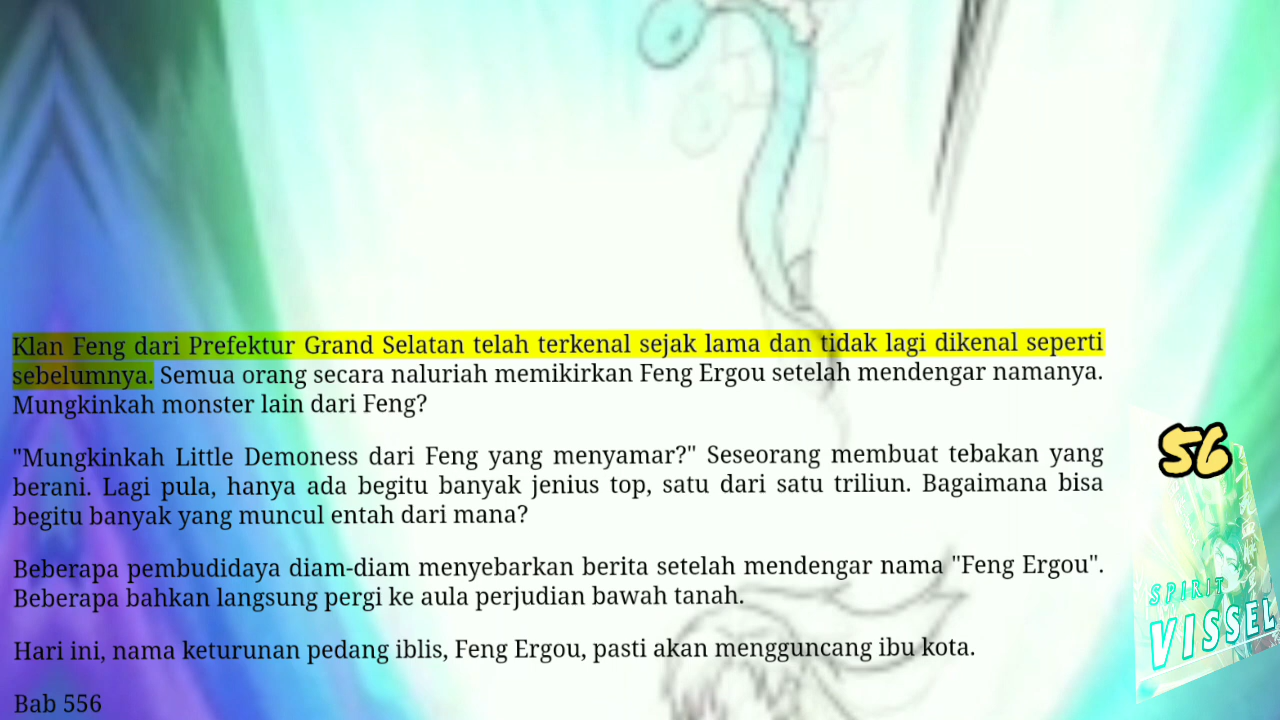 Klan Feng dari Prefektur Grand Selatan telah terkenal sejak lama dan tidak lagi dikenal seperti
sebelumnya. Semua orang secara naluriah memikirkan Feng Ergou setelah mendengar namanya.
Mungkinkah monster lain dari Feng?
"Mungkinkah Little Demoness dari Feng yang menyamar?" Seseorang membuat tebakan yang
berani. Lagi pula, hanya ada begitu banyak jenius top, satu dari satu triliun. Bagaimana bisa
begitu banyak yang muncul entah dari mana?
Beberapa pembudidaya diam-diam menyebarkan berita setelah mendengar nama "Feng Ergou".
Beberapa bahkan langsung pergi ke aula perjudian bawah tanah.
Hari ini, nama keturunan pedang iblis, Feng Ergou, pasti akan mengguncang ibu kota.
Bab 556
56
SPIRIT
VISSEL